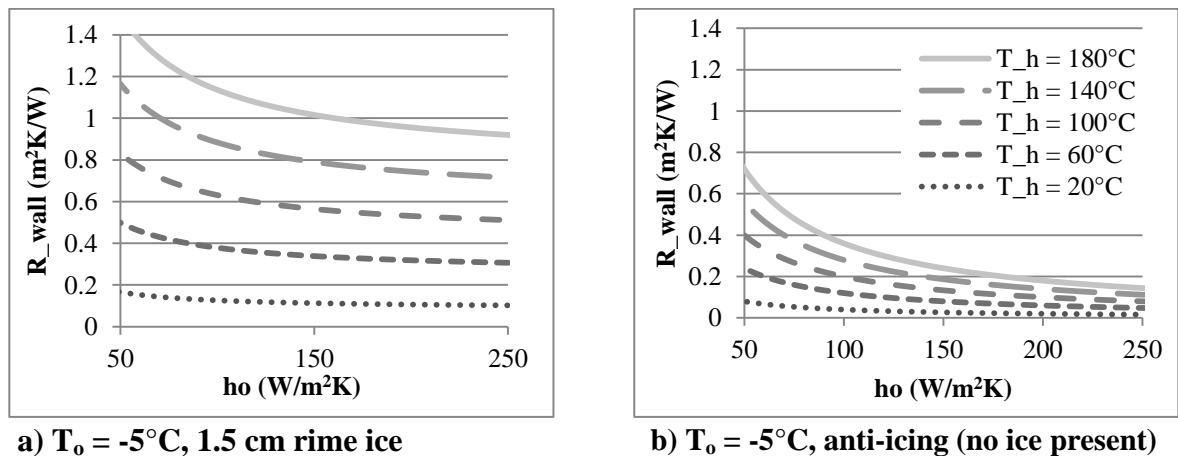 1.4
1.2
1
0.8
0.6
0.4
0.2
0
R_wall (m²K/W)
50 150 250
ho (W/m²K)
a) Tₒ = -5°C, 1.5 cm rime ice
1.4
1.2
1
0.8
0.6
0.4
0.2
0
R_wall (m²K/W)
T_h = 180°C
T_h = 140°C
T_h = 100°C
T_h = 60°C
T_h = 20°C
50 100 150 200 250
ho (W/m²K)
b) Tₒ = -5°C, anti-icing (no ice present)